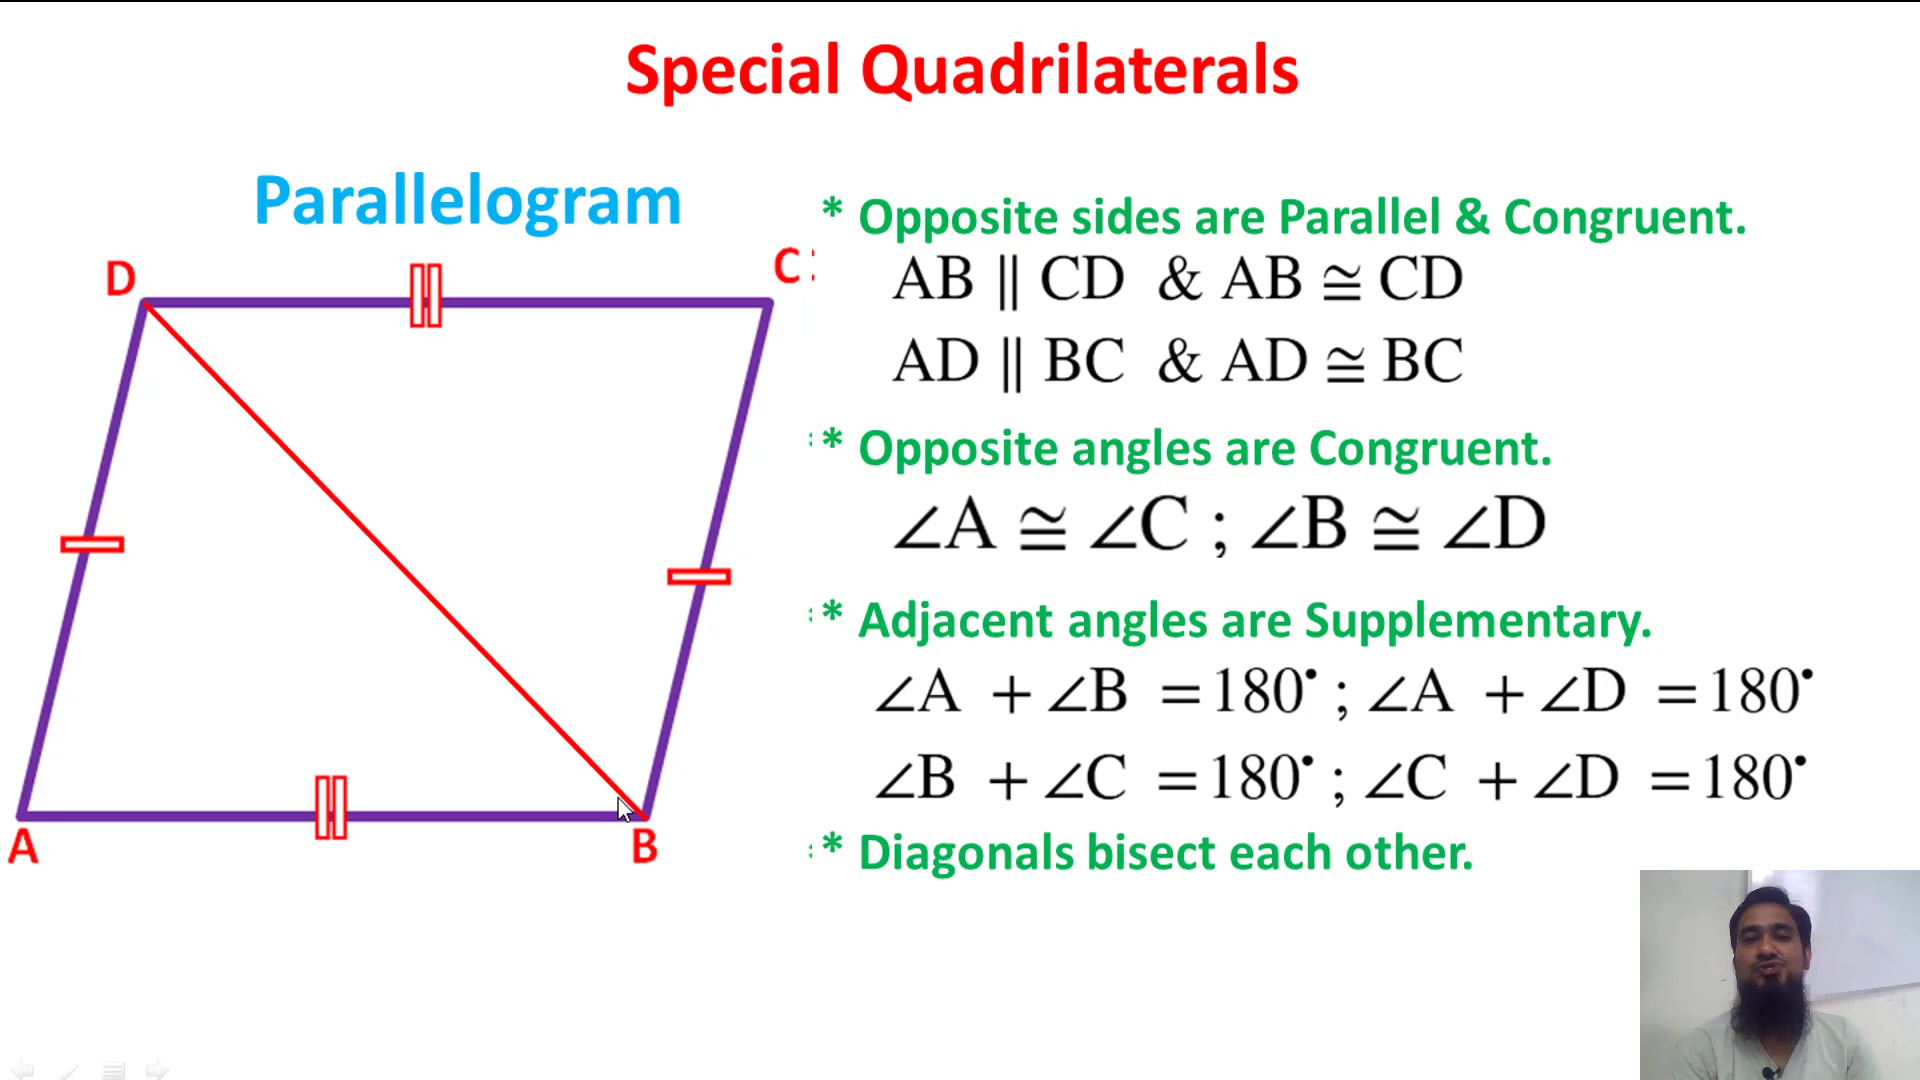 Special Quadrilaterals
Parallelogram
D
C
A
B
* Opposite sides are Parallel & Congruent.
AB || CD & AB ≅ CD
AD || BC & AD ≅ BC
* Opposite angles are Congruent.
∠A ≅ ∠C ; ∠B ≅ ∠D
* Adjacent angles are Supplementary.
∠A + ∠B = 180• ; ∠A + ∠D = 180•
∠B + ∠C = 180• ; ∠C + ∠D = 180•
* Diagonals bisect each other.